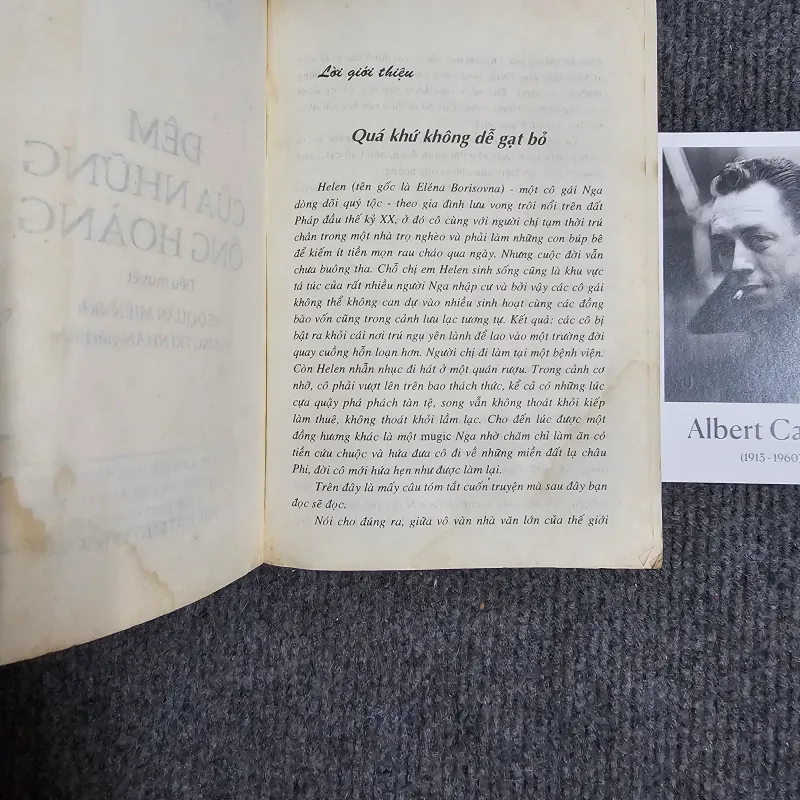 ĐÊM
CỦA NHỮNG
ÔNG HOÀNG
Tiểu thuyết
Lời giới thiệu
Quá khứ không dễ gạt bỏ
Helen (tên gốc là Eléna Borisovna) - một cô gái Nga
dòng dõi quý tộc - theo gia đình lưu vong trôi nổi trên đất
Pháp đầu thế kỷ XX, ở đó cô cùng với người chị tạm thời trú
chân trong một nhà trọ nghèo và phải làm những con búp bê
để kiếm ít tiền mọn rau cháo qua ngày. Nhưng cuộc đời vẫn
chưa buông tha. Chỗ chị em Helen sinh sống cũng là khu vực
tá túc của rất nhiều người Nga nhập cư và bởi vậy các cô gái
không thể không can dự vào nhiều sinh hoạt cùng các đồng
bào vốn cũng trong cảnh lưu lạc tương tự. Kết quả: các cô bị
bật ra khỏi cái nơi trú ngụ yên lành để lao vào một trường đời
quay cuồng hỗn loạn hơn. Người chị đi làm tại một bệnh viện.
Còn Helen nhẫn nhục đi hát ở một quán rượu. Trong cảnh cơ
nhỡ, cô phải vượt lên trên bao thách thức, kể cả có những lúc
cựa quậy phá phách tàn tệ, song vẫn không thoát khỏi kiếp
làm thuê, không thoát khỏi lầm lạc. Cho đến lúc được một
đồng hương khác là một mugic Nga nhờ chăm chỉ làm ăn có
tiền cứu chuộc và hứa đưa cô đi về những miền đất lạ châu
Phi, đời cô mới hứa hẹn như được làm lại.
Trên đây là mấy câu tóm tắt cuốn truyện mà sau đây bạn
đọc sẽ đọc.
Nói cho đúng ra, giữa vô vàn nhà văn lớn của thế giới
Albert Ca
(1913-1960)